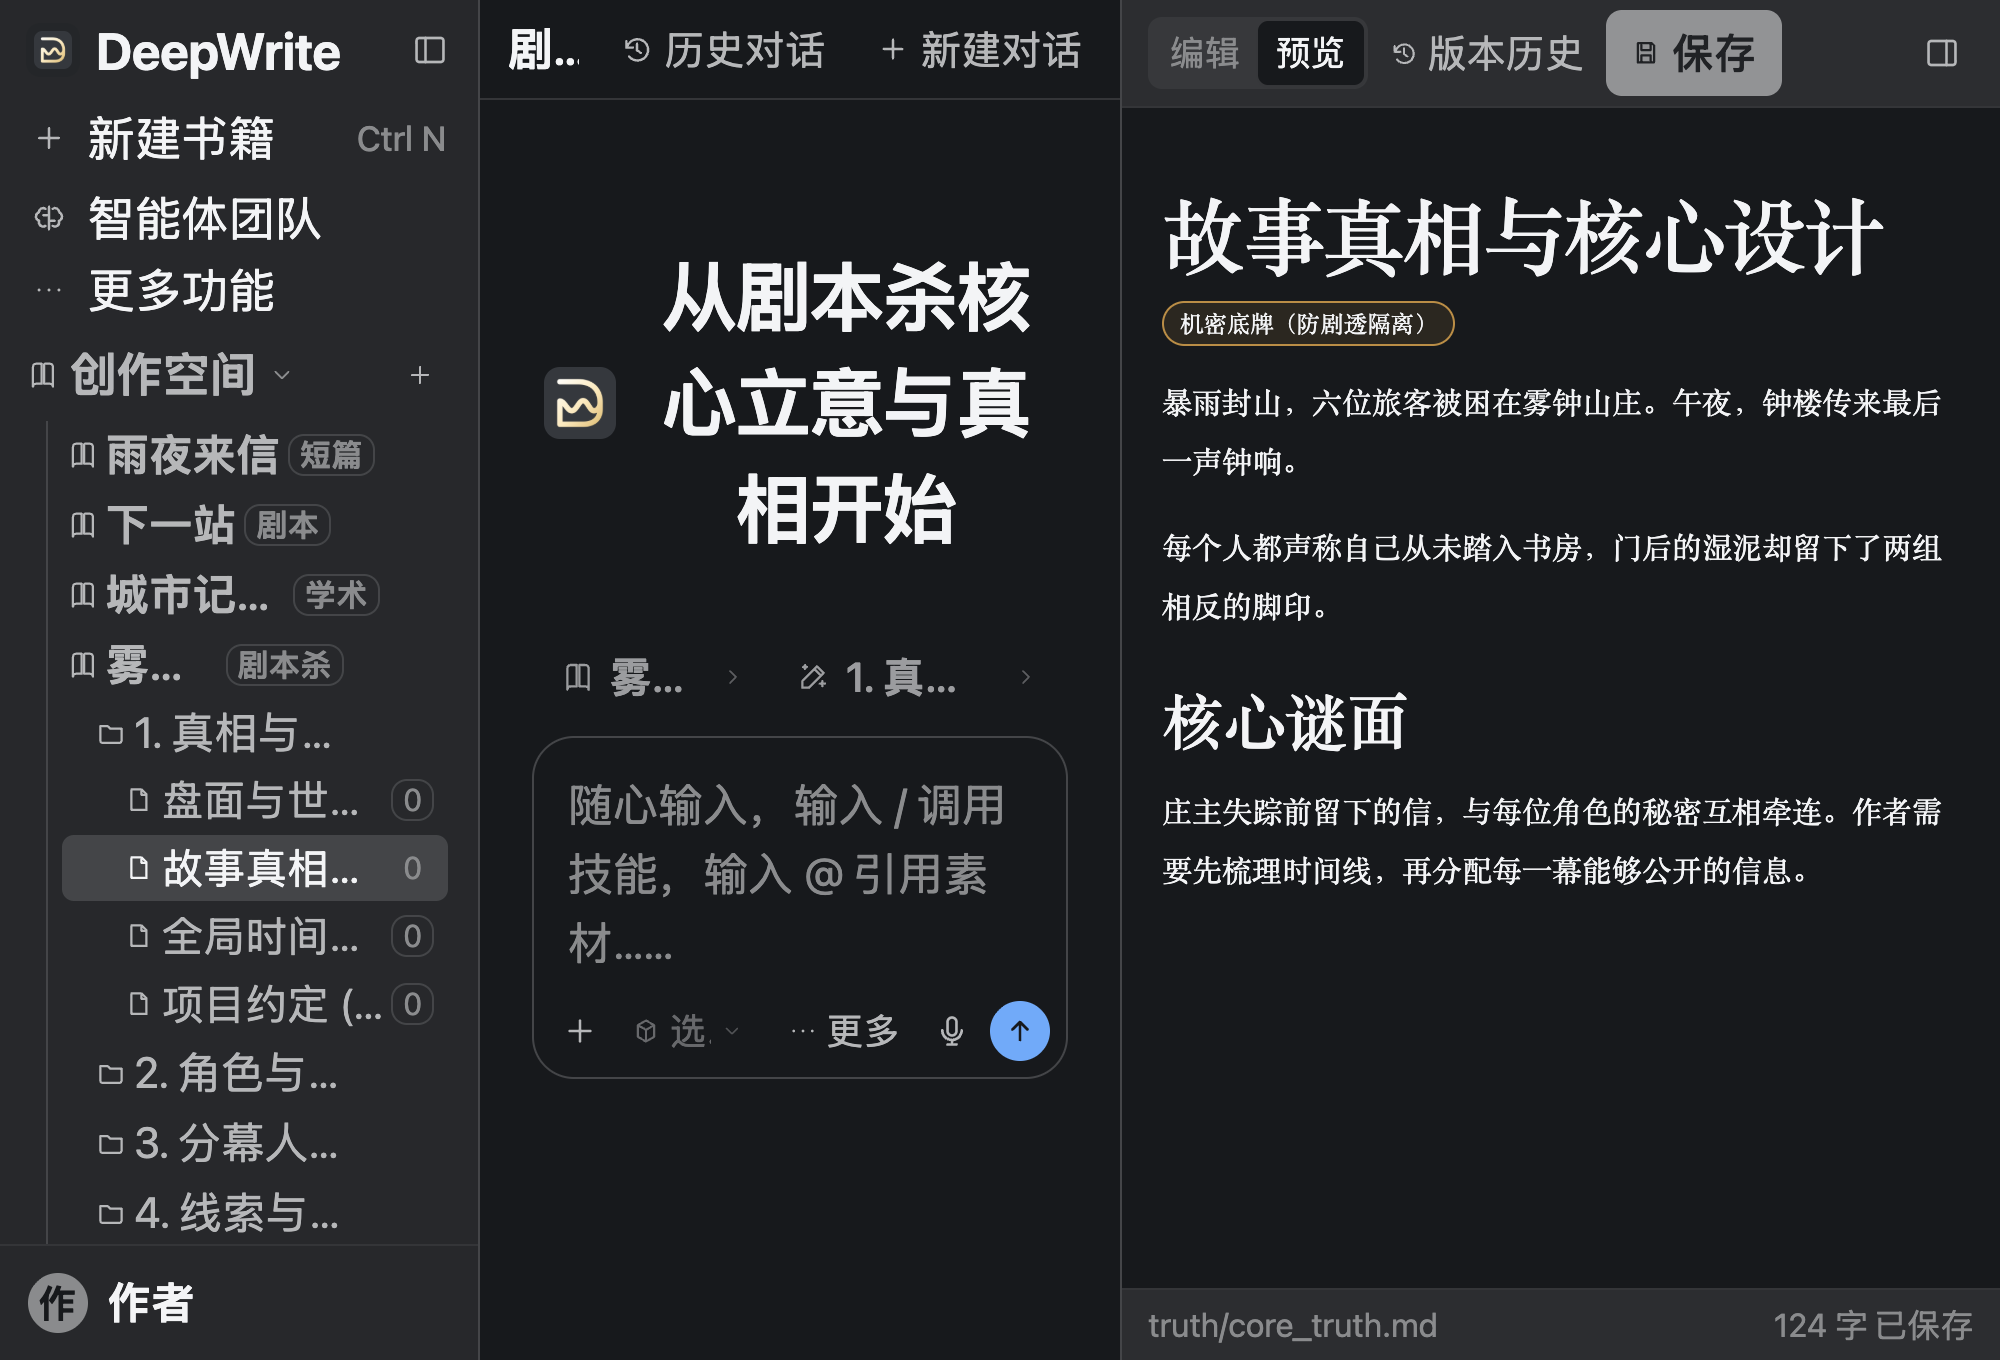 DeepWrite
新建书籍 Ctrl N
智能体团队
更多功能
创作空间
雨夜来信 短篇
下一站 剧本
城市记... 学术
雾... 剧本杀
1. 真相与...
盘面与世... 0
故事真相... 0
全局时间... 0
项目约定 (... 0
2. 角色与...
3. 分幕人...
4. 线索与...
作 作者
剧... 历史对话 新建对话
从剧本杀核
心立意与真
相开始
雾... 1. 真...
随心输入，输入 / 调用
技能，输入 @ 引用素
材......
选 更多
编辑 预览 版本历史 保存
故事真相与核心设计
机密底牌（防剧透隔离）
暴雨封山，六位旅客被困在雾钟山庄。午夜，钟楼传来最后
一声钟响。
每个人都声称自己从未踏入书房，门后的湿泥却留下了两组
相反的脚印。
核心谜面
庄主失踪前留下的信，与每位角色的秘密互相牵连。作者需
要先梳理时间线，再分配每一幕能够公开的信息。
truth/core_truth.md 124 字 已保存